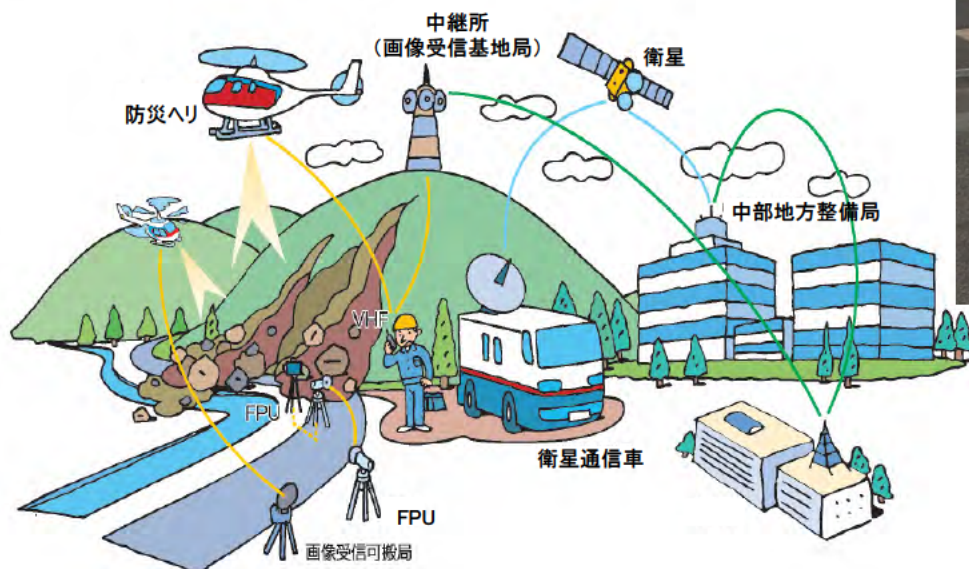 中継所
(画像受信基地局)
衛星
防災ヘリ
中部地方整備局
VHF
FPU
衛星通信車
FPU
画像受信可搬局